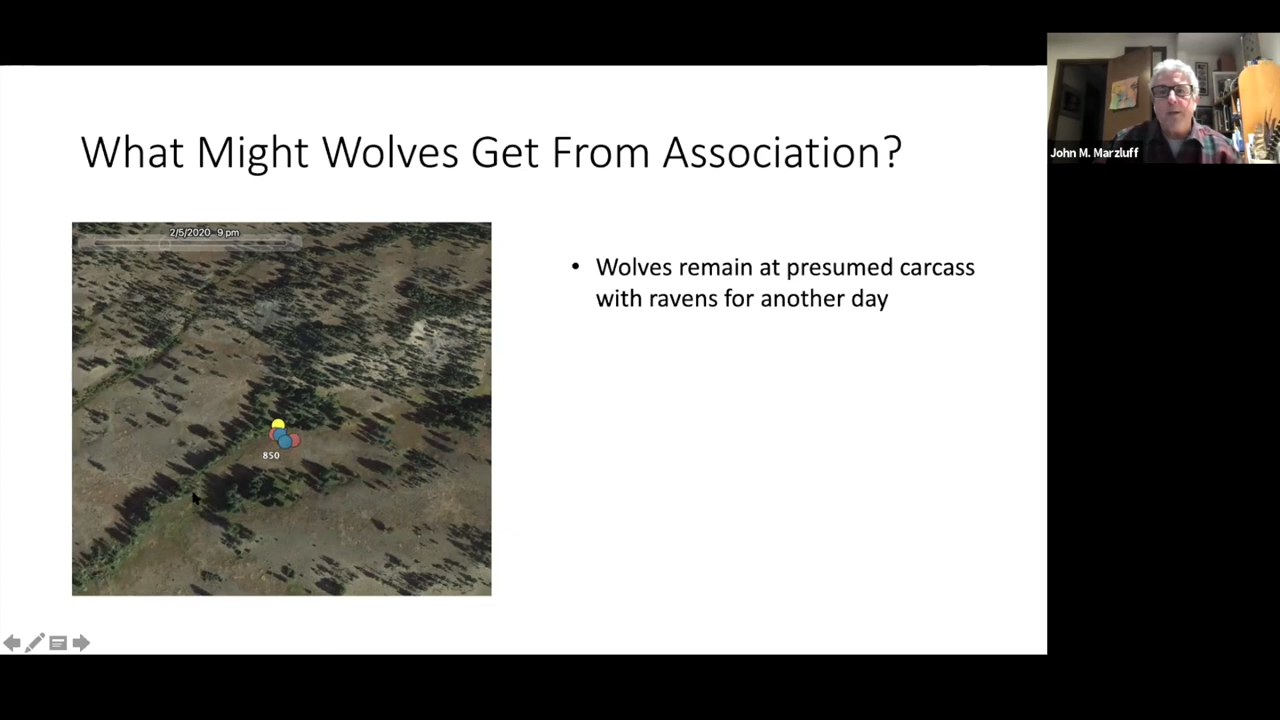 John M. Marzluff
What Might Wolves Get From Association?
2/5/2020 9 pm
850
• Wolves remain at presumed carcass
with ravens for another day